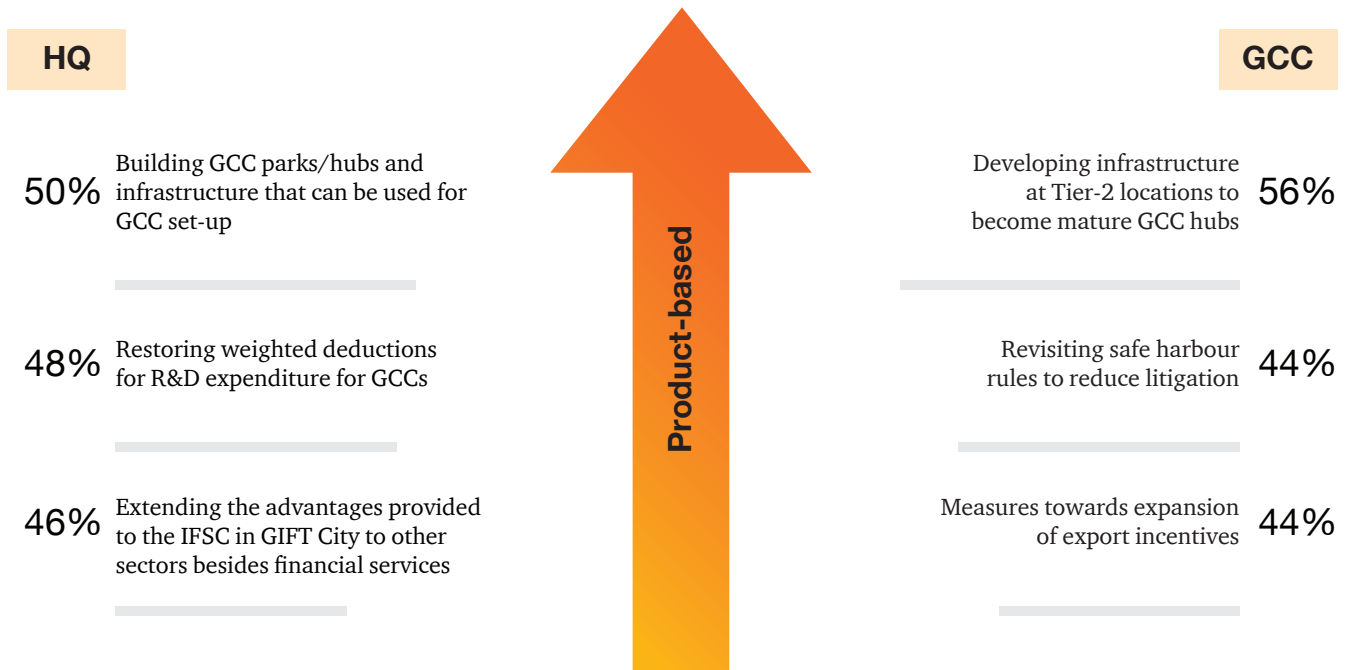 HQ
50%
Building GCC parks/hubs and
infrastructure that can be used for
GCC set-up
48%
Restoring weighted deductions
for R&D expenditure for GCCs
46%
Extending the advantages provided
to the IFSC in GIFT City to other
sectors besides financial services
Product-based
GCC
Developing infrastructure
at Tier-2 locations to
become mature GCC hubs
56%
Revisiting safe harbour
rules to reduce litigation
44%
Measures towards expansion
of export incentives
44%